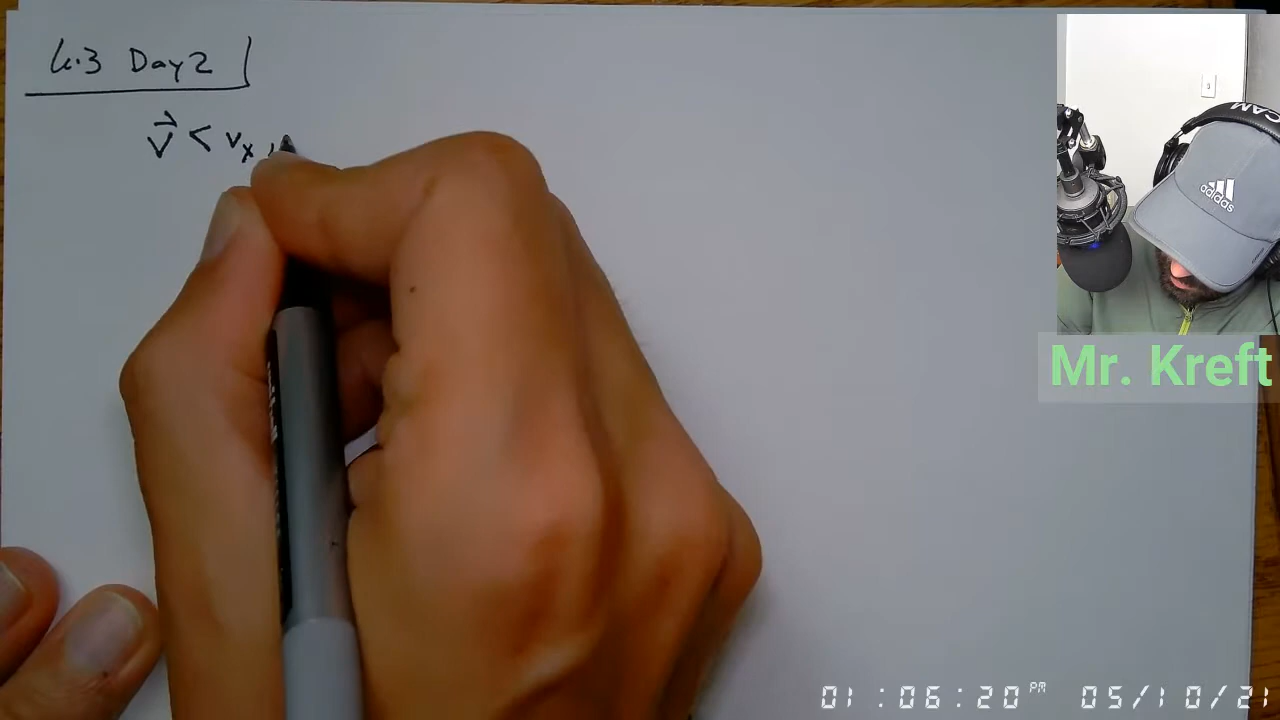 6.3 Day 2
v⃗ < vx ,
CAM
adidas
Mr. Kreft
01:06:20 PM 05/10/21